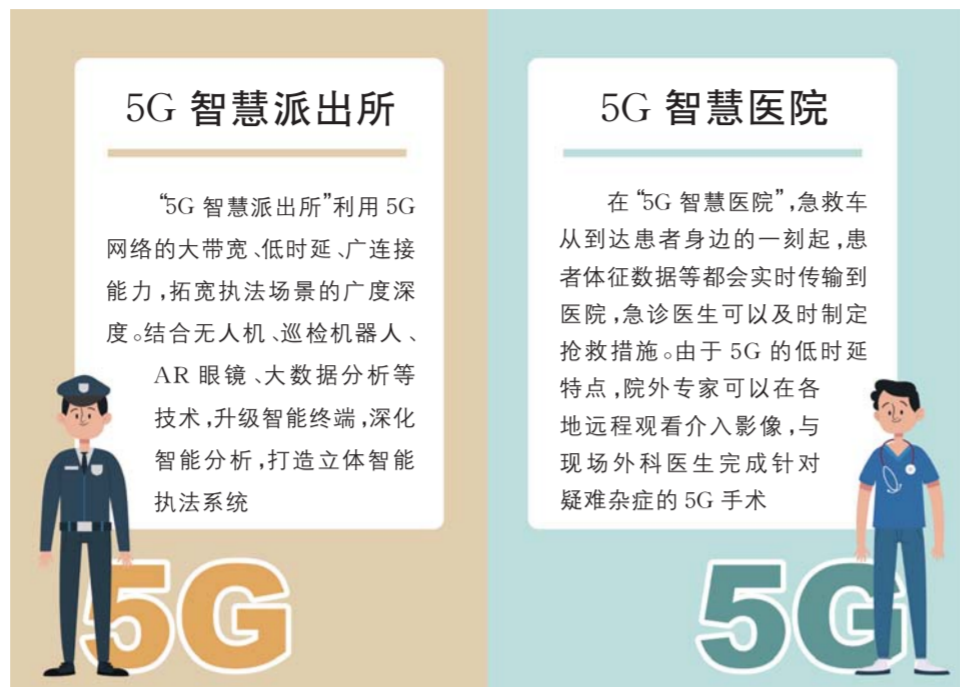 5G 智慧派出所
“5G 智慧派出所”利用 5G
网络的大带宽、低时延、广连接
能力,拓宽执法场景的广度深
度。结合无人机、巡检机器人、
AR 眼镜、大数据分析等
技术,升级智能终端,深化
智能分析,打造立体智能
执法系统
5G
5G 智慧医院
在“5G 智慧医院”,急救车
从到达患者身边的一刻起,患
者体征数据等都会实时传输到
医院,急诊医生可以及时制定
抢救措施。由于 5G 的低时延
特点,院外专家可以在各
地远程观看介入影像,与
现场外科医生完成针对
疑难杂症的 5G 手术
5G